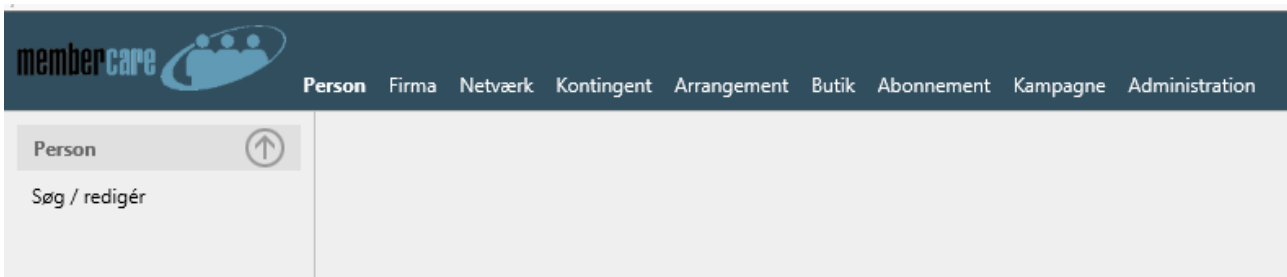 membercare
Person Firma Netværk Kontingent Arrangement Butik Abonnement Kampagne Administration
Person
Søg / redigér